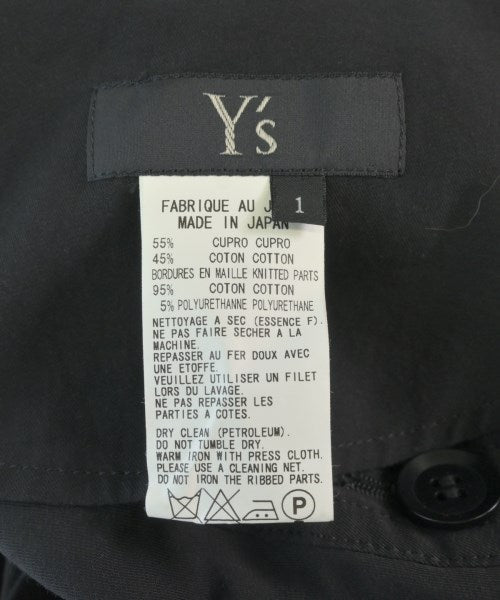 Y's
1
FABRIQUE AU J
MADE IN JAPAN
55% CUPRO CUPRO
45% COTON COTTON
BORDURES EN MAILLE KNITTED PARTS
95% COTON COTTON
5% POLYURETHANNE POLYURETHANE
NETTOYAGE A SEC (ESSENCE F).
NE PAS FAIRE SECHER A LA
MACHINE.
REPASSER AU FER DOUX AVEC
UNE ETOFFE.
VEUILLEZ UTILISER UN FILET
LORS DU LAVAGE.
NE PAS REPASSER LES
PARTIES A COTES.
DRY CLEAN (PETROLEUM).
DO NOT TUMBLE DRY.
WARM IRON WITH PRESS CLOTH.
PLEASE USE A CLEANING NET.
DO NOT IRON THE RIBBED PARTS.
P